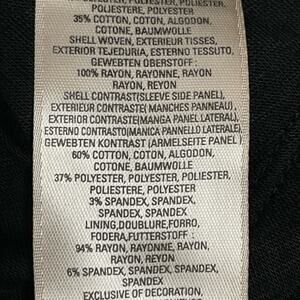 POLYESTER, POLIESTER,
POLIESTERE, POLYESTER
35% COTTON, COTON, ALGODON,
COTONE, BAUMWOLLE
SHELL WOVEN, EXTERIEUR TISSES,
EXTERIOR TEJEDURIA, ESTERNO TESSUTO,
GEWEBTEN OBERSTOFF:
100% RAYON, RAYONNE, RAYON
RAYON, REYON
SHELL CONTRAST(SLEEVE SIDE PANEL),
EXTERIEUR CONTRASTE(MANCHES PANNEAU),
EXTERIOR CONTRASTE(MANGA PANEL LATERAL),
ESTERNO CONTRASTO(MANICA PANNELLO LATERALE),
GEWEBTEN KONTRAST (ARMELSEITE PANEL):
60% COTTON, COTON, ALGODON,
COTONE, BAUMWOLLE
37% POLYESTER, POLYESTER, POLIESTER,
POLIESTERE, POLYESTER
3% SPANDEX, SPANDEX,
SPANDEX, SPANDEX
LINING,DOUBLURE,FORRO,
FODERA,FUTTERSTOFF :
94% RAYON, RAYONNE, RAYON,
RAYON, REYON
6% SPANDEX, SPANDEX,
SPANDEX, SPANDEX
EXCLUSIVE OF DECORATION,